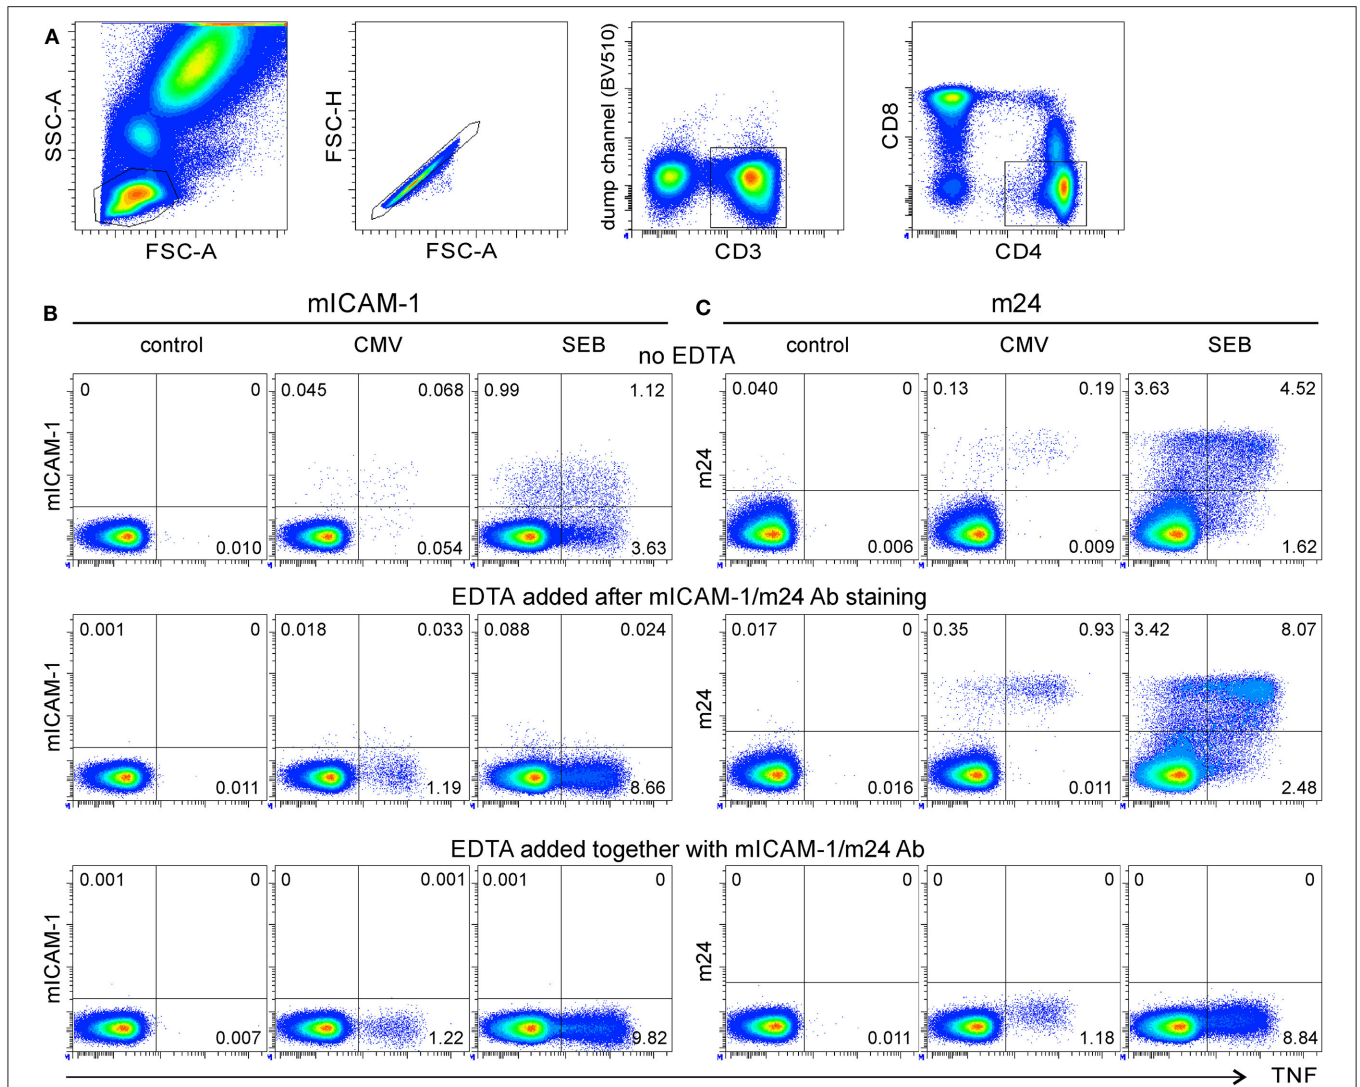 A
SSC-A
FSC-A
FSC-H
FSC-A
dump channel (BV510)
CD3
CD8
CD4
B
mICAM-1
C
m24
control CMV SEB
no EDTA
control CMV SEB
mICAM-1
0 0
0.010
0.045 0.068
0.054
0.99 1.12
3.63
m24
0.040 0
0.006
0.13 0.19
0.009
3.63 4.52
1.62
EDTA added after mICAM-1/m24 Ab staining
mICAM-1
0.001 0
0.011
0.018 0.033
1.19
0.088 0.024
8.66
m24
0.017 0
0.016
0.35 0.93
0.011
3.42 8.07
2.48
EDTA added together with mICAM-1/m24 Ab
mICAM-1
0.001 0
0.007
0 0.001
1.22
0.001 0
9.82
m24
0 0
0.011
0 0
1.18
0 0
8.84
TNF